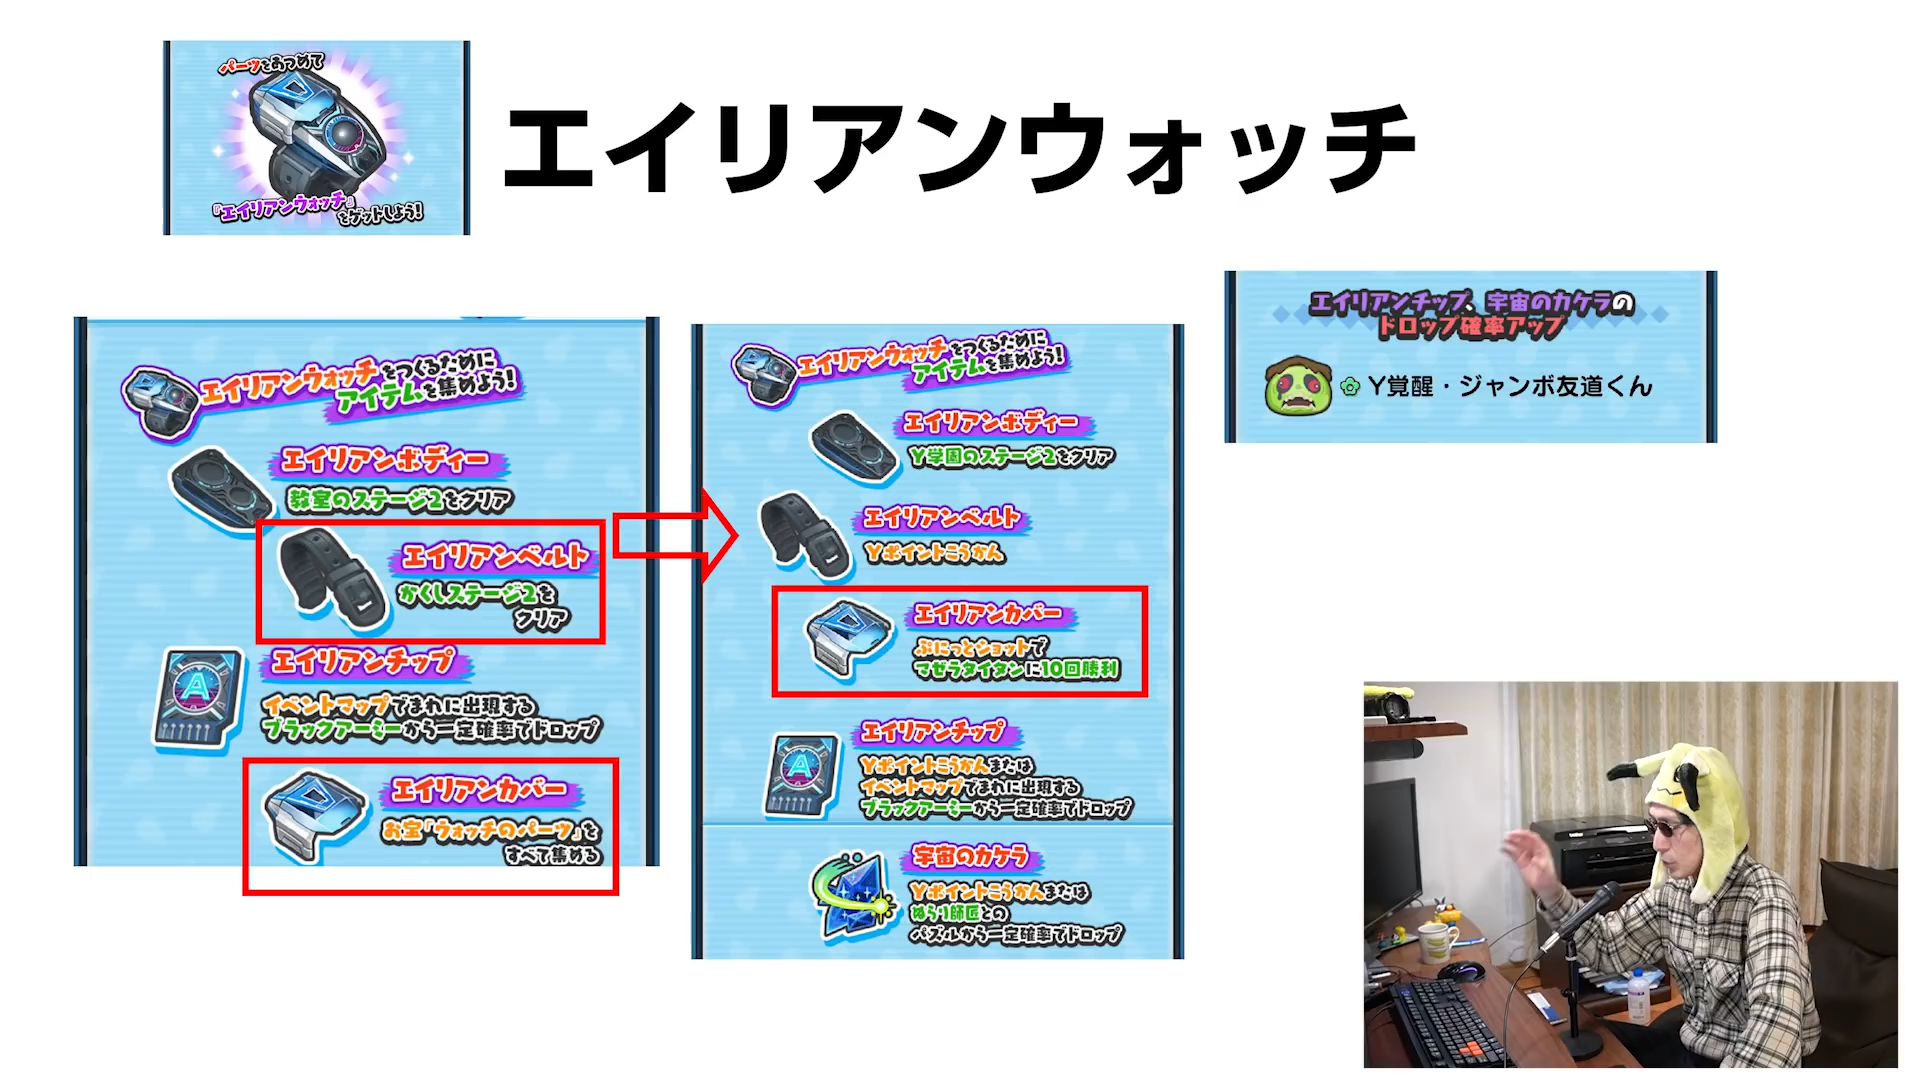 パーツをあつめて
『エイリアンウォッチ』
をゲットしよう!
エイリアンウォッチ
エイリアンウォッチをつくるために
アイテムを集めよう!
エイリアンボディー
教室のステージ2をクリア
エイリアンベルト
かくしステージ2を
クリア
エイリアンチップ
イベントマップでまれに出現する
ブラックアーミーから一定確率でドロップ
エイリアンカバー
お宝「ウォッチのパーツ」を
すべて集める
エイリアンウォッチをつくるために
アイテムを集めよう!
エイリアンボディー
Y学園のステージ2をクリア
エイリアンベルト
Yポイントこうかん
エイリアンカバー
ぷにっとショットで
マゼラタイタンに10回勝利
エイリアンチップ
Yポイントこうかんまたは
イベントマップでまれに出現する
ブラックアーミーから一定確率でドロップ
宇宙のカケラ
Yポイントこうかんまたは
ぬらり師匠との
パズルから一定確率でドロップ
エイリアンチップ、宇宙のカケラの
ドロップ確率アップ
Y覚醒・ジャンボ友道くん